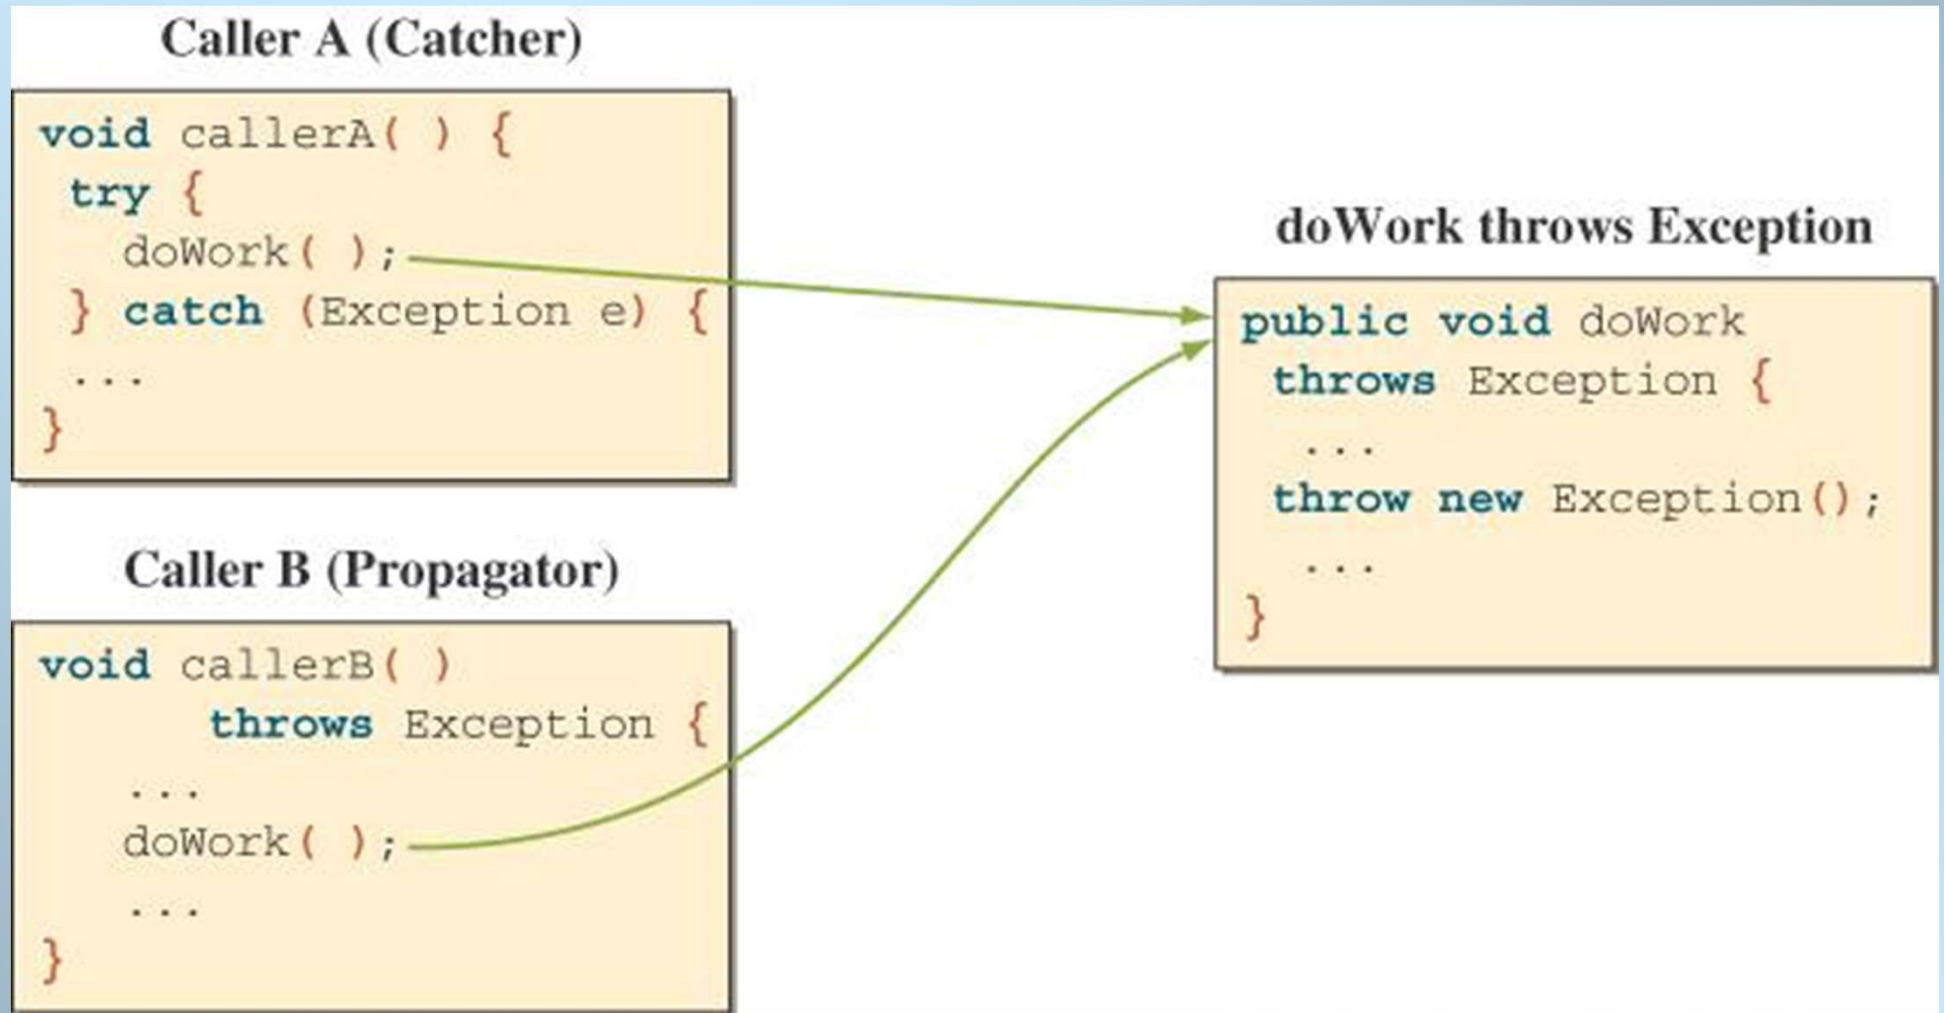 Caller A (Catcher)
void callerA( ) {
try {
doWork( );
} catch (Exception e) {
...
}
Caller B (Propagator)
void callerB( )
throws Exception {
...
doWork( );
...
}
doWork throws Exception
public void doWork
throws Exception {
...
throw new Exception();
...
}